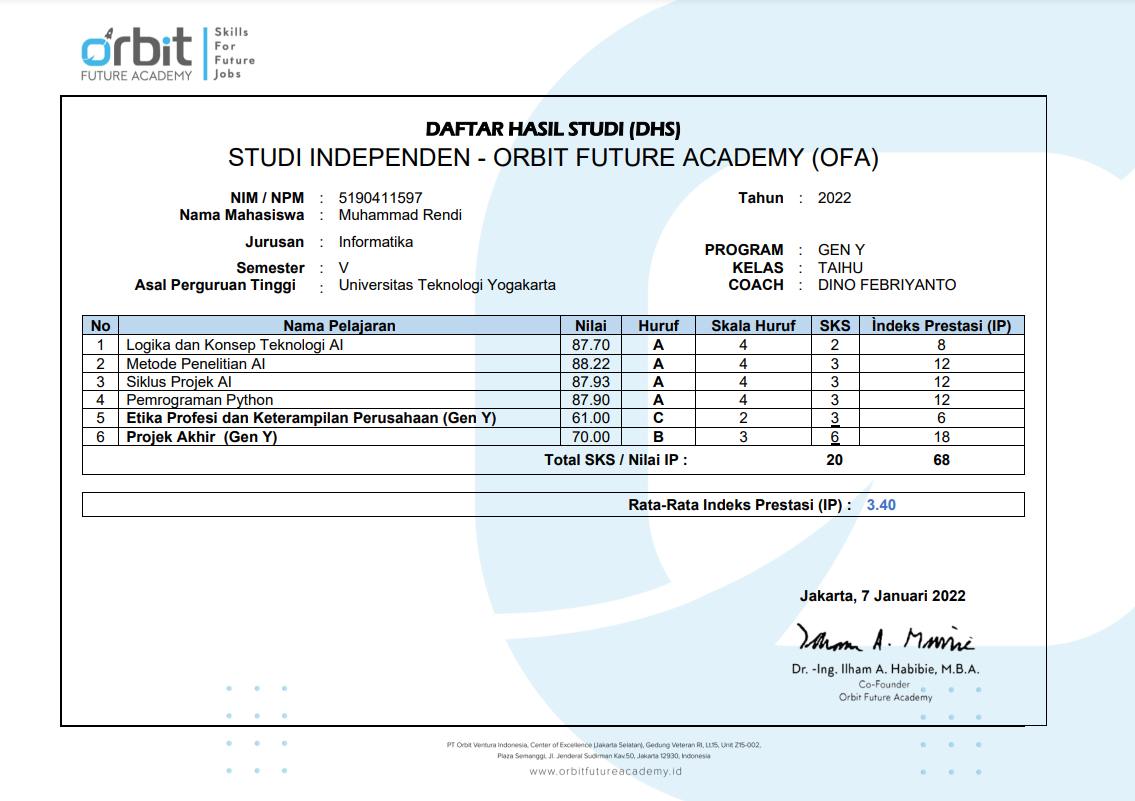 orbit
FUTURE ACADEMY
Skills
For
Future
Jobs
DAFTAR HASIL STUDI (DHS)
STUDI INDEPENDEN - ORBIT FUTURE ACADEMY (OFA)
NIM / NPM : 5190411597 Tahun : 2022
Nama Mahasiswa : Muhammad Rendi
Jurusan : Informatika
PROGRAM : GEN Y
Semester : V KELAS : TAIHU
Asal Perguruan Tinggi : Universitas Teknologi Yogyakarta COACH : DINO FEBRIYANTO
No Nama Pelajaran Nilai Huruf Skala Huruf SKS Ìndeks Prestasi (IP)
1 Logika dan Konsep Teknologi AI 87.70 A 4 2 8
2 Metode Penelitian AI 88.22 A 4 3 12
3 Siklus Projek AI 87.93 A 4 3 12
4 Pemrograman Python 87.90 A 4 3 12
5 Etika Profesi dan Keterampilan Perusahaan (Gen Y) 61.00 C 2 3 6
6 Projek Akhir (Gen Y) 70.00 B 3 6 18
Total SKS / Nilai IP : 20 68
Rata-Rata Indeks Prestasi (IP) : 3.40
Jakarta, 7 Januari 2022
Dr. -Ing. Ilham A. Habibie, M.B.A.
Co-Founder
Orbit Future Academy
PT Orbit Ventura Indonesia, Center of Excellence (Jakarta Selatan), Gedung Veteran RI, Lt.15, Unit Z15-002,
Plaza Semanggi, Jl. Jenderal Sudirman Kav.50, Jakarta 12930, Indonesia
www.orbitfutureacademy.id